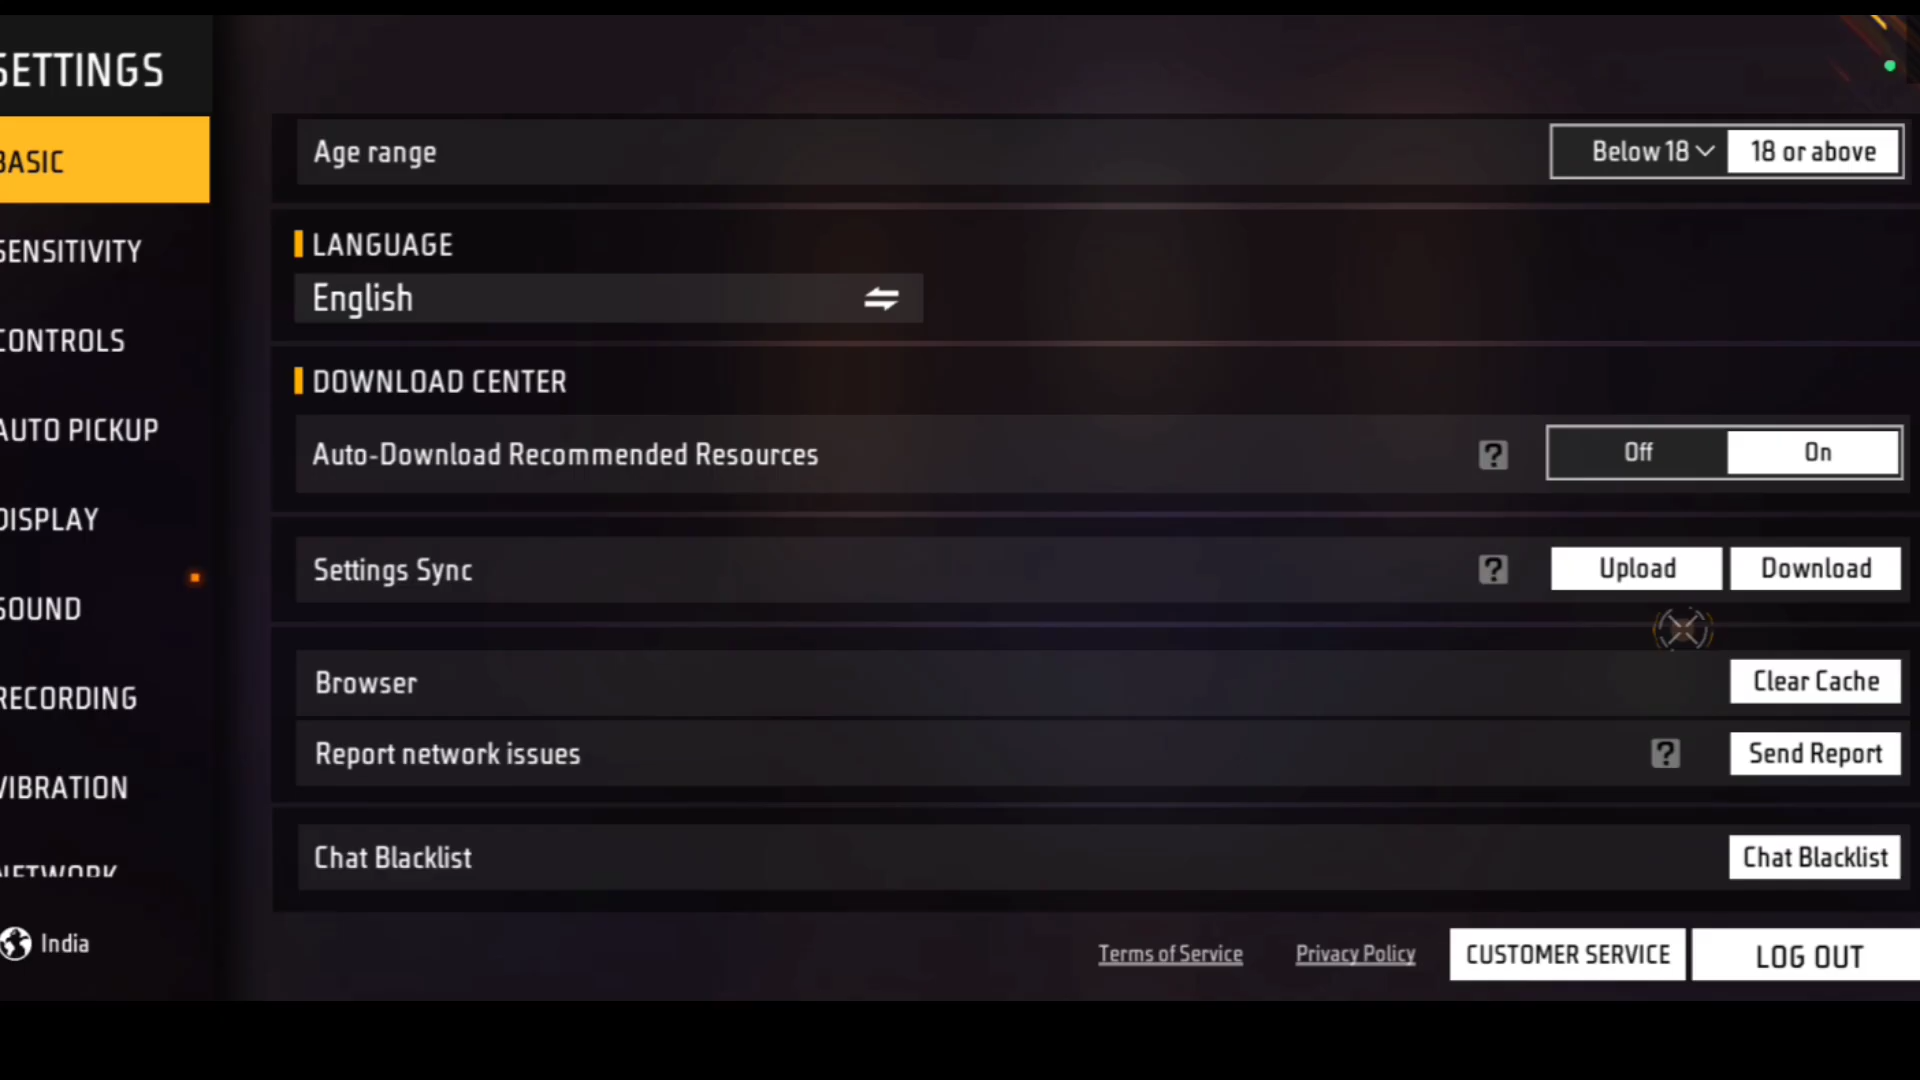 SETTINGS
BASIC
SENSITIVITY
CONTROLS
AUTO PICKUP
DISPLAY
SOUND
RECORDING
VIBRATION
NETWORK
India
Age range
Below 18
18 or above
LANGUAGE
English
DOWNLOAD CENTER
Auto-Download Recommended Resources
?
Off
On
Settings Sync
?
Upload
Download
Browser
Clear Cache
Report network issues
?
Send Report
Chat Blacklist
Chat Blacklist
Terms of Service
Privacy Policy
CUSTOMER SERVICE
LOG OUT